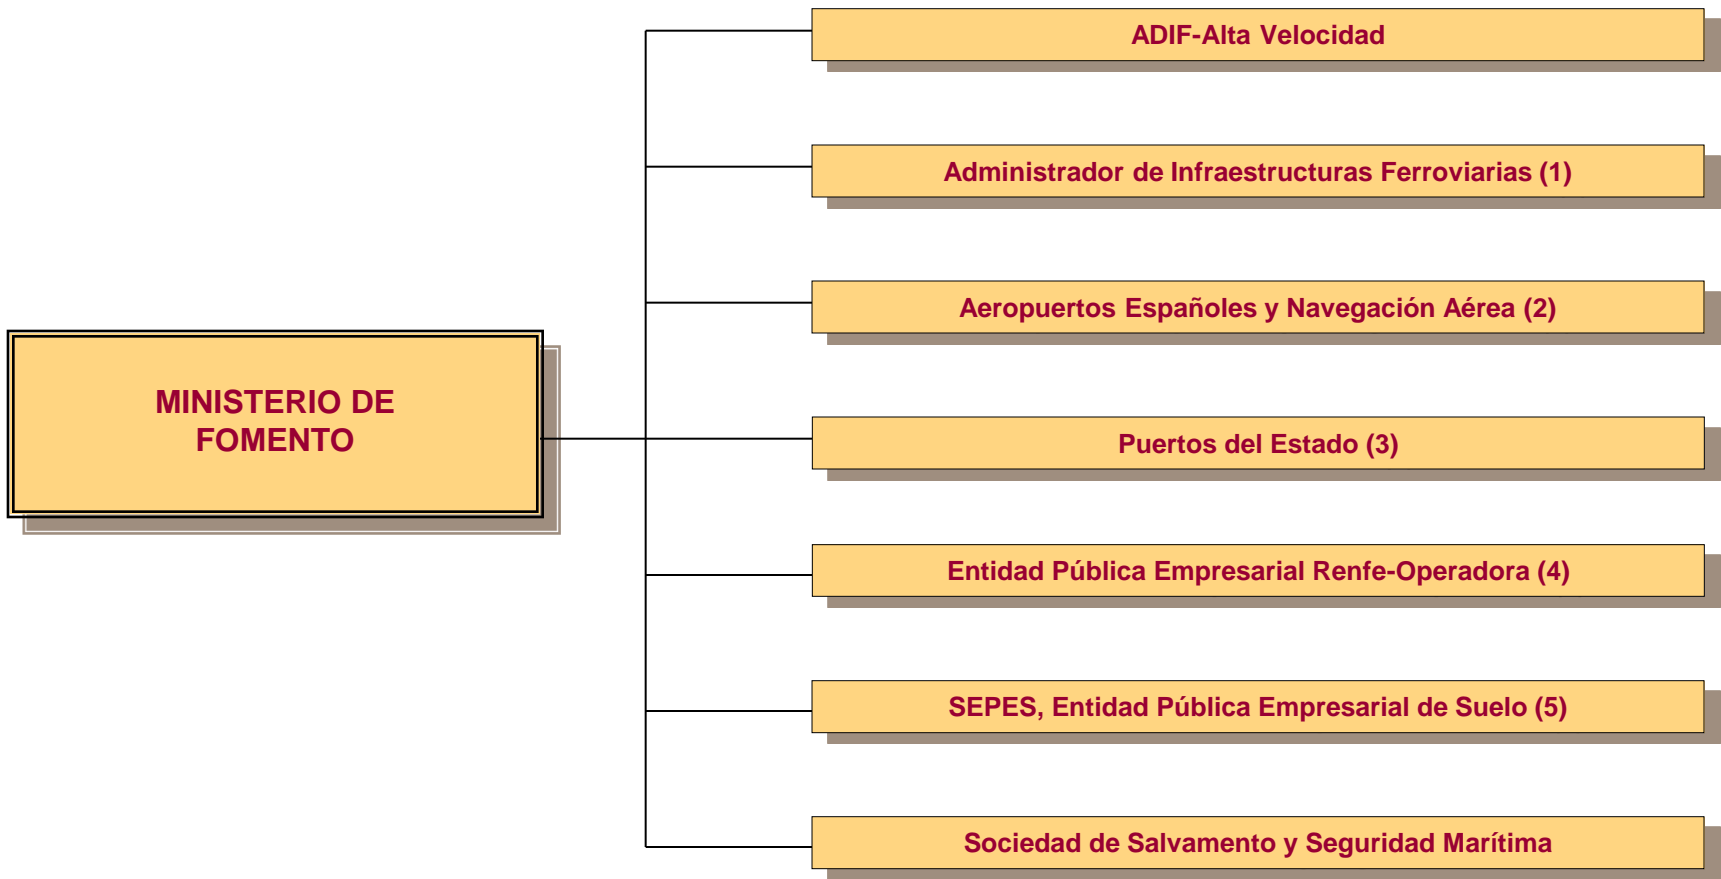 ADIF-Alta Velocidad
Administrador de Infraestructuras Ferroviarias (1)
Aeropuertos Españoles y Navegación Aérea (2)
MINISTERIO DE
FOMENTO
Puertos del Estado (3)
Entidad Pública Empresarial Renfe-Operadora (4)
SEPES, Entidad Pública Empresarial de Suelo (5)
Sociedad de Salvamento y Seguridad Marítima